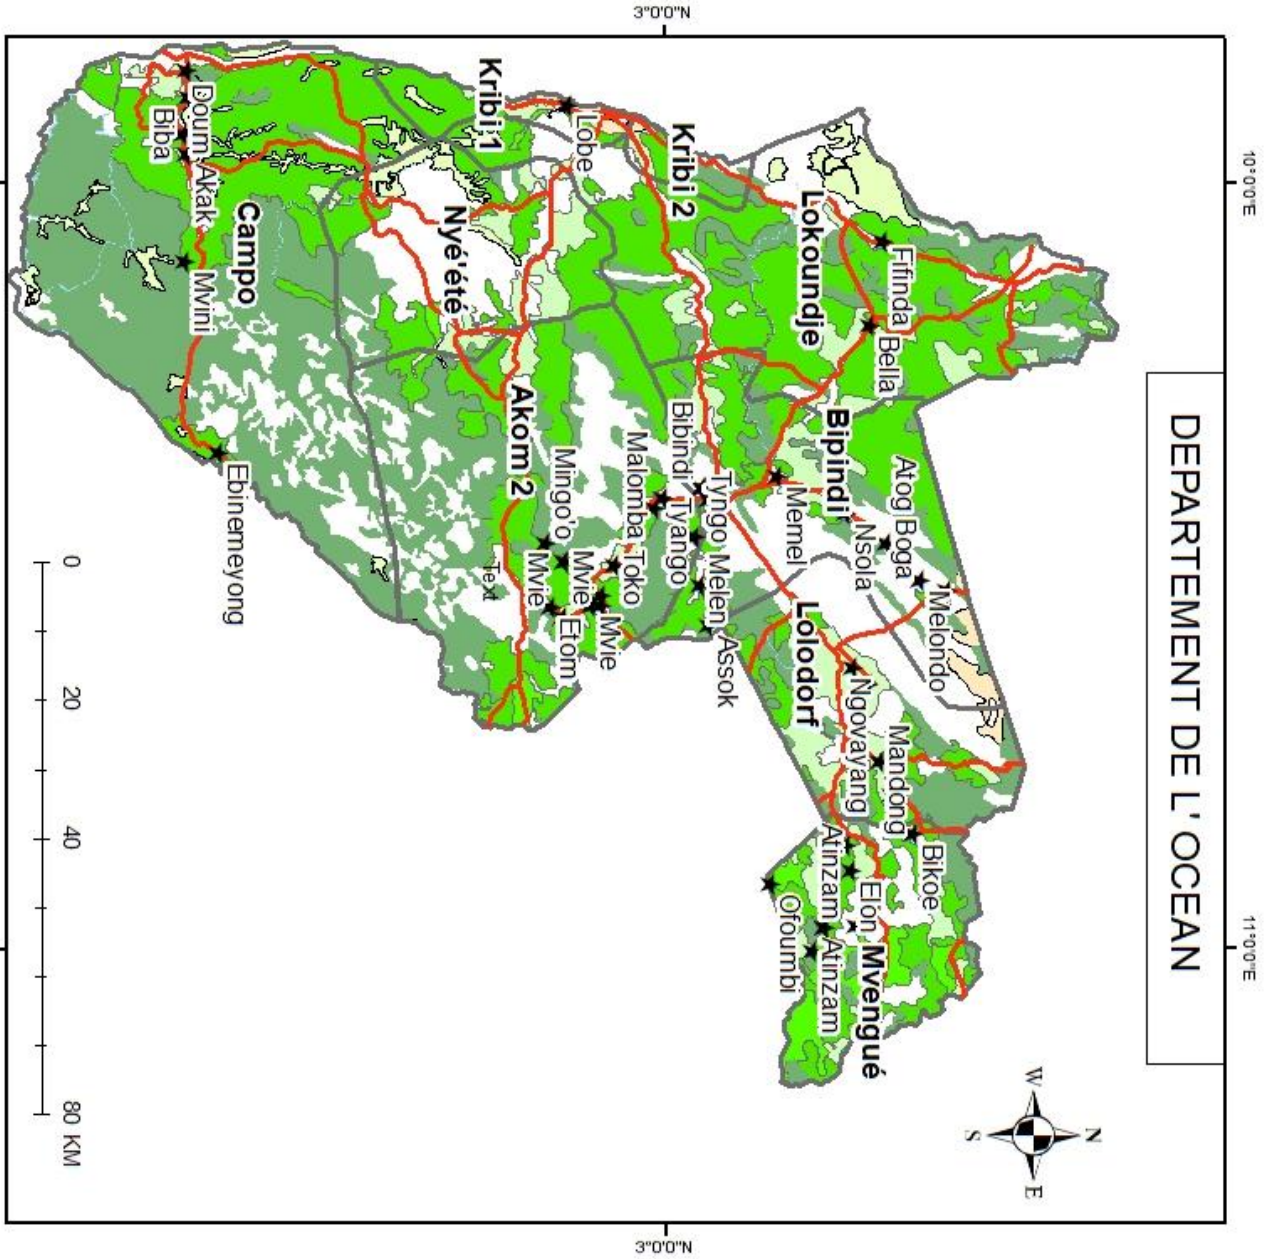 DEPARTEMENT DE L'OCEAN
3°0'0"N
10°0'0"E
11°0'0"E
3°0'0"N
W
N
S
E
Fifinda
Bella
Lokoundje
Atog Boga
Melondo
Bipindi
Nsola
Memel
Lolodorf
Ngovayang
Mandong
Bikoe
Elon
Mvengué
Atinzam
Atinzam
Ofoumbi
Kribi 2
Bibindi
Tyngo
Melen
Assok
Tyango
Malomba
Toko
Lobe
Kribi 1
Mingo'o
Mvie
Mvie
Mvié
Etom
Akom 2
Text
Nyé'été
Campo
Doum
Akak
Mvini
Biba
Ebinemeyong
0
20
40
80 KM